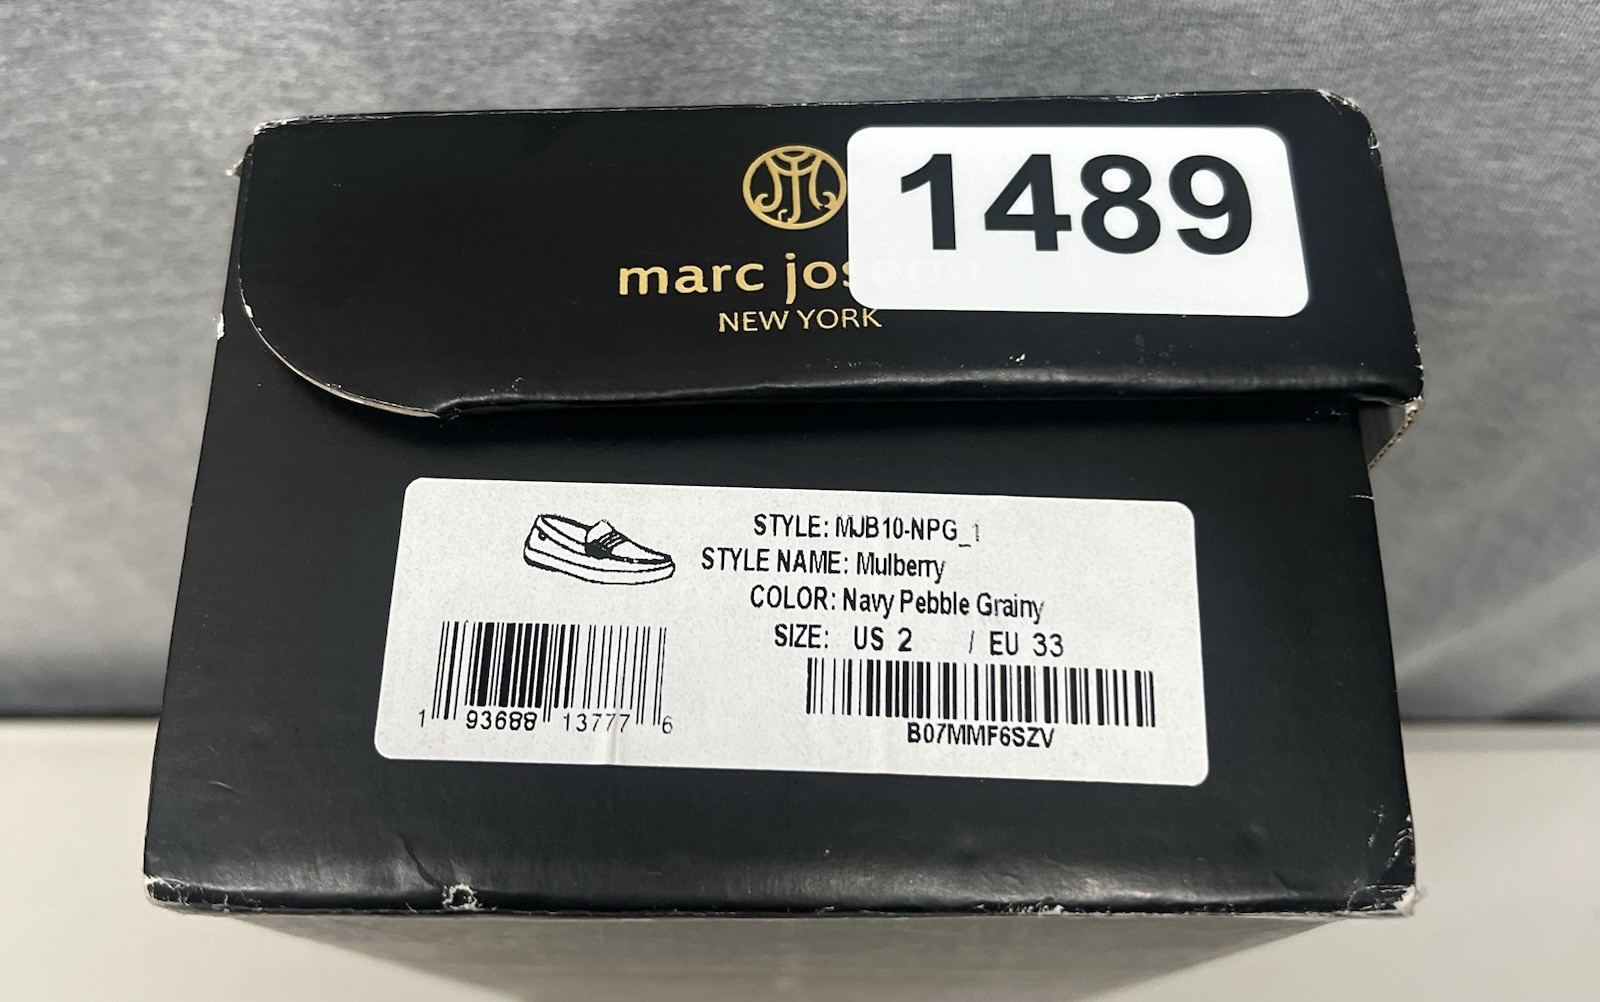 1489
marc joseph
NEW YORK
STYLE: MJB10-NPG_1
STYLE NAME: Mulberry
COLOR: Navy Pebble Grainy
SIZE: US 2 / EU 33
1 93688 13777 6
B07MMF6SZV